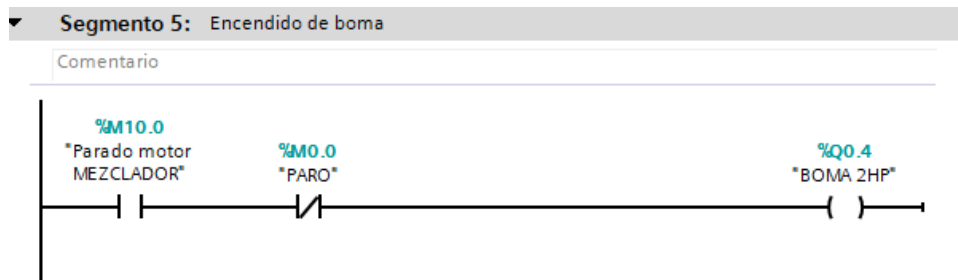 Segmento 5: Encendido de boma
Comentario
%M10.0
"Parado motor
MEZCLADOR"
%M0.0
"PARO"
%Q0.4
"BOMA 2HP"